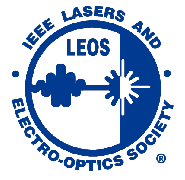 IEEE LASERS AND
LEOS
ELECTRO-OPTICS SOCIETY
®